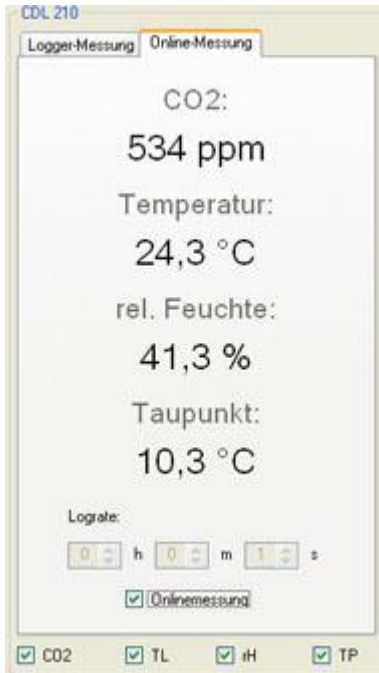 CDL 210
Logger-Messung Online-Messung
CO2:
534 ppm
Temperatur:
24,3 °C
rel. Feuchte:
41,3 %
Taupunkt:
10,3 °C
Lograte:
0 h 0 m 1 s
Onlinemessung
CO2 TL rH TP